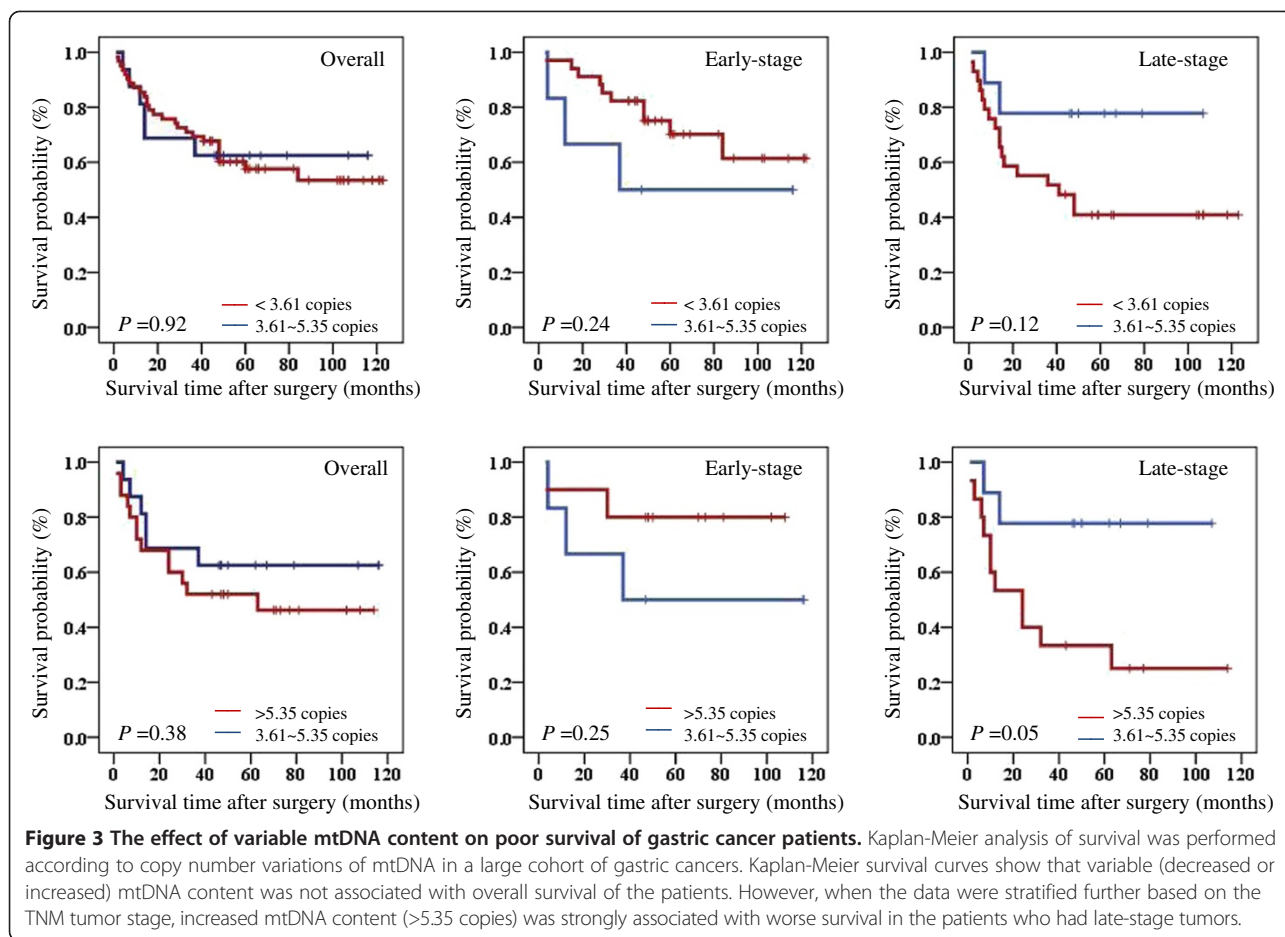 Overall
Survival probability (%)
1.0
0.8
0.6
0.4
0.2
0.0
P =0.92
< 3.61 copies
3.61~5.35 copies
0 20 40 60 80 100 120
Survival time after surgery (months)
Early-stage
Survival probability (%)
1.0
0.8
0.6
0.4
0.2
0.0
P =0.24
< 3.61 copies
3.61~5.35 copies
0 20 40 60 80 100 120
Survival time after surgery (months)
Late-stage
Survival probability (%)
1.0
0.8
0.6
0.4
0.2
0.0
P =0.12
< 3.61 copies
3.61~5.35 copies
0 20 40 60 80 100 120
Survival time after surgery (months)
Overall
Survival probability (%)
1.0
0.8
0.6
0.4
0.2
0.0
P =0.38
>5.35 copies
3.61~5.35 copies
0 20 40 60 80 100 120
Survival time after surgery (months)
Early-stage
Survival probability (%)
1.0
0.8
0.6
0.4
0.2
0.0
P =0.25
>5.35 copies
3.61~5.35 copies
0 20 40 60 80 100 120
Survival time after surgery (months)
Late-stage
Survival probability (%)
1.0
0.8
0.6
0.4
0.2
0.0
P =0.05
>5.35 copies
3.61~5.35 copies
0 20 40 60 80 100 120
Survival time after surgery (months)
Figure 3 The effect of variable mtDNA content on poor survival of gastric cancer patients. Kaplan-Meier analysis of survival was performed
according to copy number variations of mtDNA in a large cohort of gastric cancers. Kaplan-Meier survival curves show that variable (decreased or
increased) mtDNA content was not associated with overall survival of the patients. However, when the data were stratified further based on the
TNM tumor stage, increased mtDNA content (>5.35 copies) was strongly associated with worse survival in the patients who had late-stage tumors.